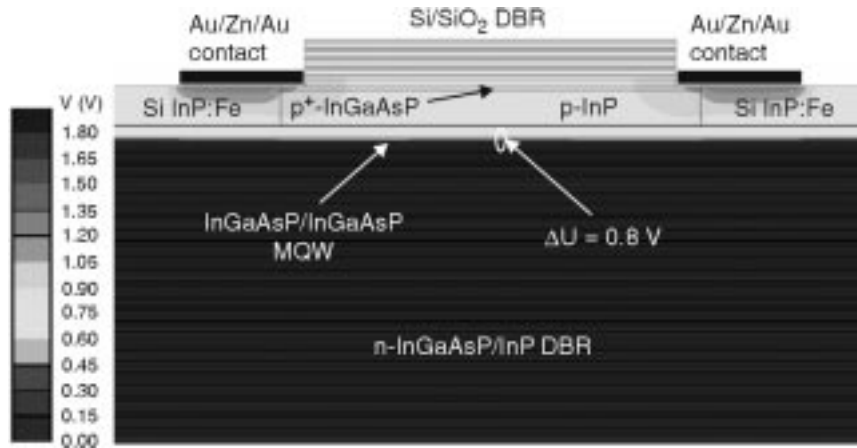 Si/SiO₂ DBR
Au/Zn/Au
contact
Au/Zn/Au
contact
V (V)
1.80
1.65
1.50
1.35
1.20
1.05
0.90
0.75
0.60
0.45
0.30
0.15
0.00
Si InP:Fe
p⁺-InGaAsP
p-InP
Si InP:Fe
InGaAsP/InGaAsP
MQW
ΔU = 0.8 V
n-InGaAsP/InP DBR